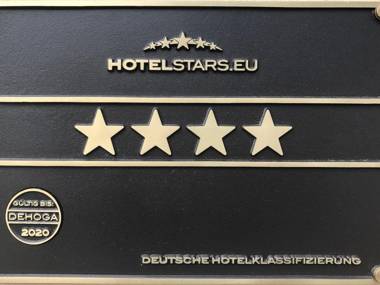 HOTELSTARS.EU
GÜLTIG BIS:
DEHOGA
2020
DEUTSCHE HOTELKLASSIFIZIERUNG